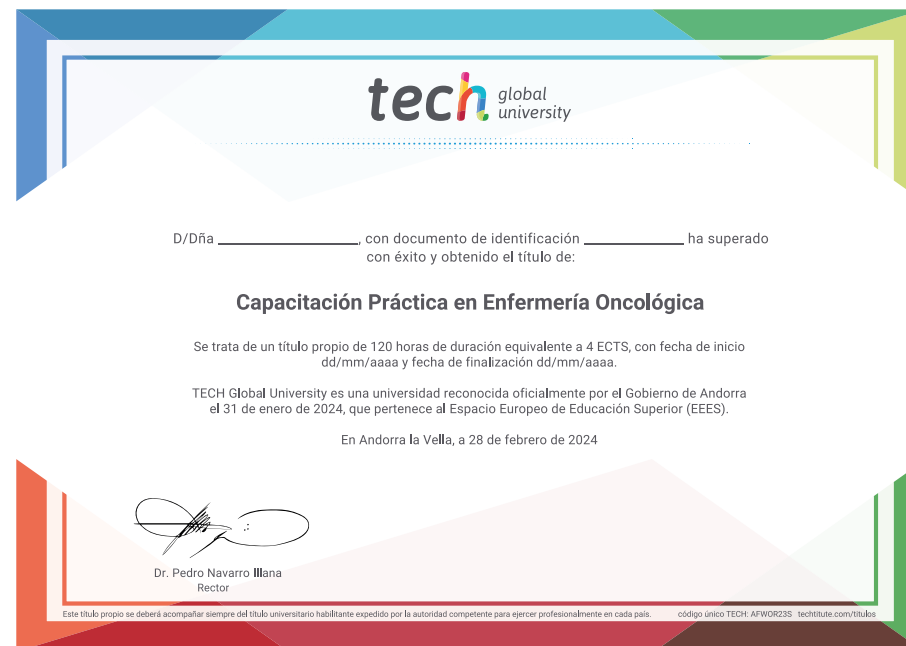 tech global university
D/Dña ____________________, con documento de identificación ______________ ha superado
con éxito y obtenido el título de:
Capacitación Práctica en Enfermería Oncológica
Se trata de un título propio de 120 horas de duración equivalente a 4 ECTS, con fecha de inicio
dd/mm/aaaa y fecha de finalización dd/mm/aaaa.
TECH Global University es una universidad reconocida oficialmente por el Gobierno de Andorra
el 31 de enero de 2024, que pertenece al Espacio Europeo de Educación Superior (EEES).
En Andorra la Vella, a 28 de febrero de 2024
Dr. Pedro Navarro Illana
Rector
Este título propio se deberá acompañar siempre del título universitario habilitante expedido por la autoridad competente para ejercer profesionalmente en cada país. código único TECH: AFWOR23S techtitute.com/titulos